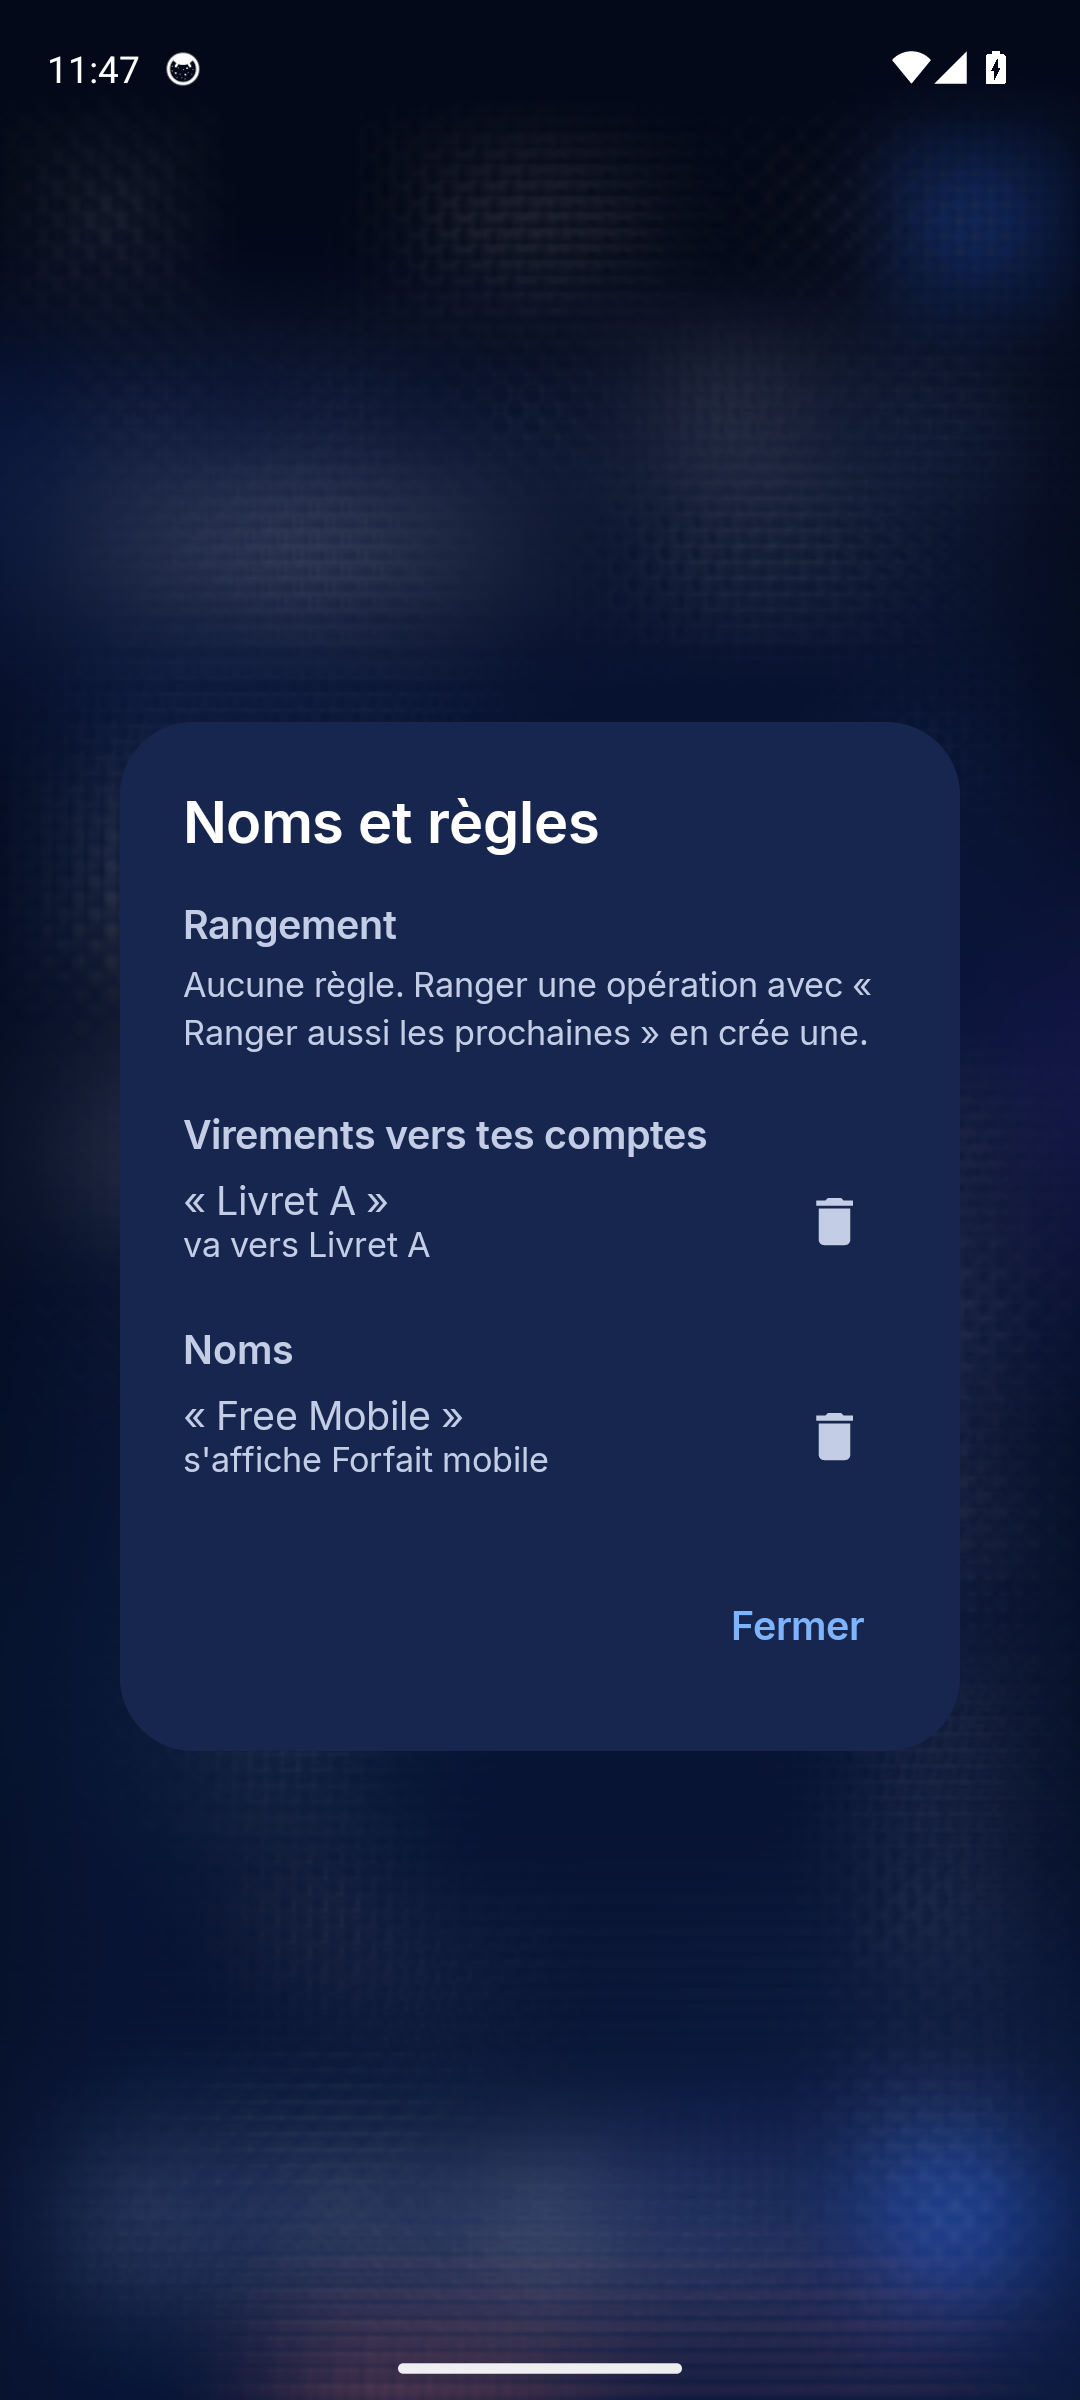 11:47
Noms et règles
Rangement
Aucune règle. Ranger une opération avec «
Ranger aussi les prochaines » en crée une.
Virements vers tes comptes
« Livret A »
va vers Livret A
Noms
« Free Mobile »
s'affiche Forfait mobile
Fermer